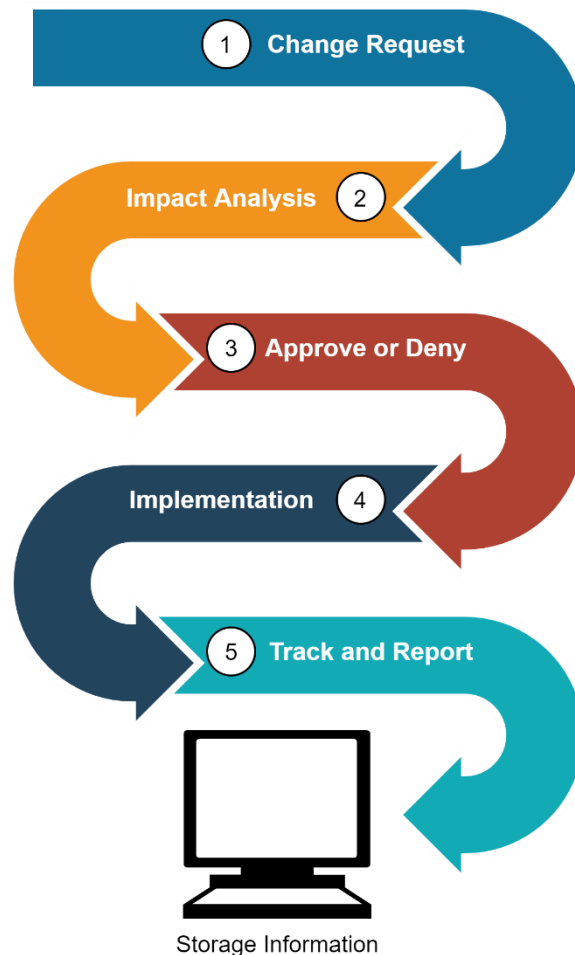 1 Change Request
Impact Analysis 2
3 Approve or Deny
Implementation 4
5 Track and Report
Storage Information